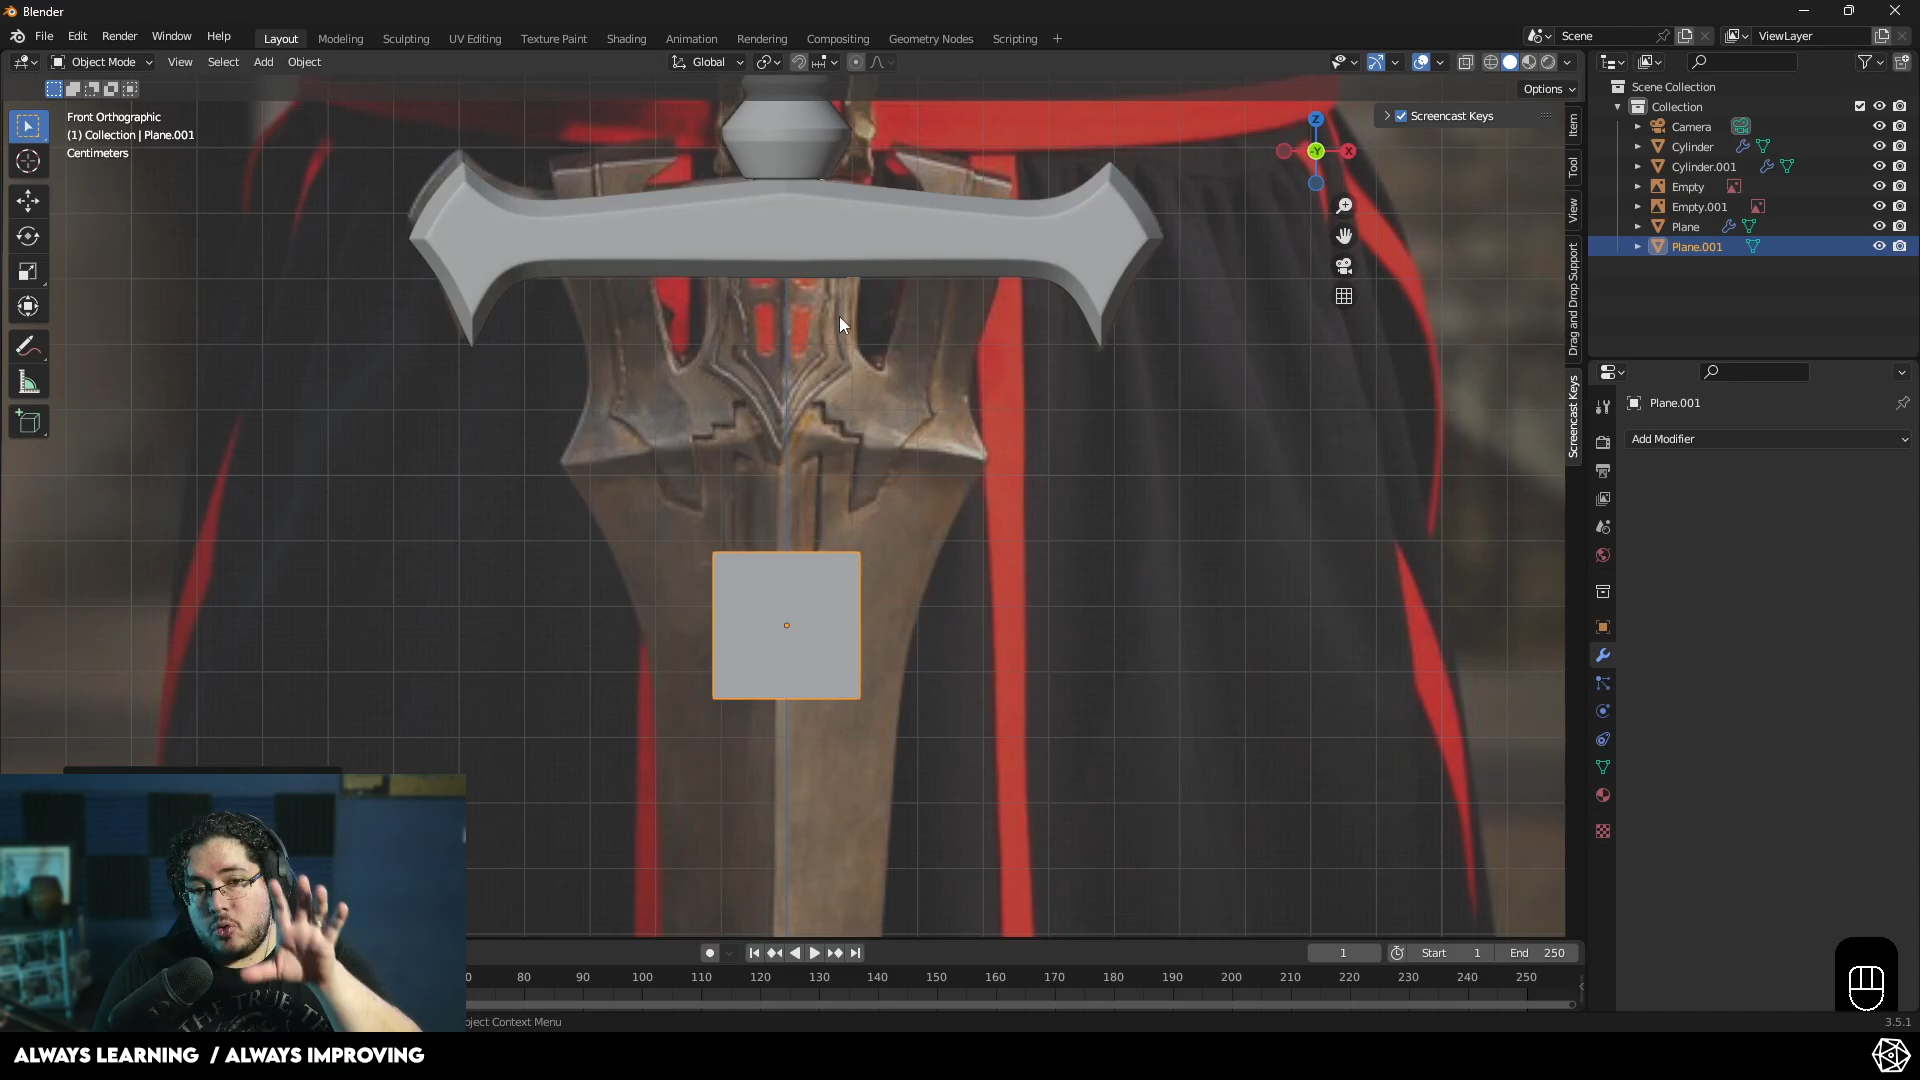 Blender
File Edit Render Window Help
Layout Modeling Sculpting UV Editing Texture Paint Shading Animation Rendering Compositing Geometry Nodes Scripting +
Scene
ViewLayer
Object Mode View Select Add Object
Global
Options
Front Orthographic
(1) Collection | Plane.001
Centimeters
Screencast Keys
Z
-Y
X
Item
Tool
View
Drag and Drop Support
Screencast Keys
Scene Collection
Collection
Camera
Cylinder
Cylinder.001
Empty
Empty.001
Plane
Plane.001
Plane.001
Add Modifier
1
Start 1
End 250
80 90 100 110 120 130 140 150 160 170 180 190 200 210 220 230 240 250
ject Context Menu
3.5.1
THE TRUE
ALWAYS LEARNING / ALWAYS IMPROVING